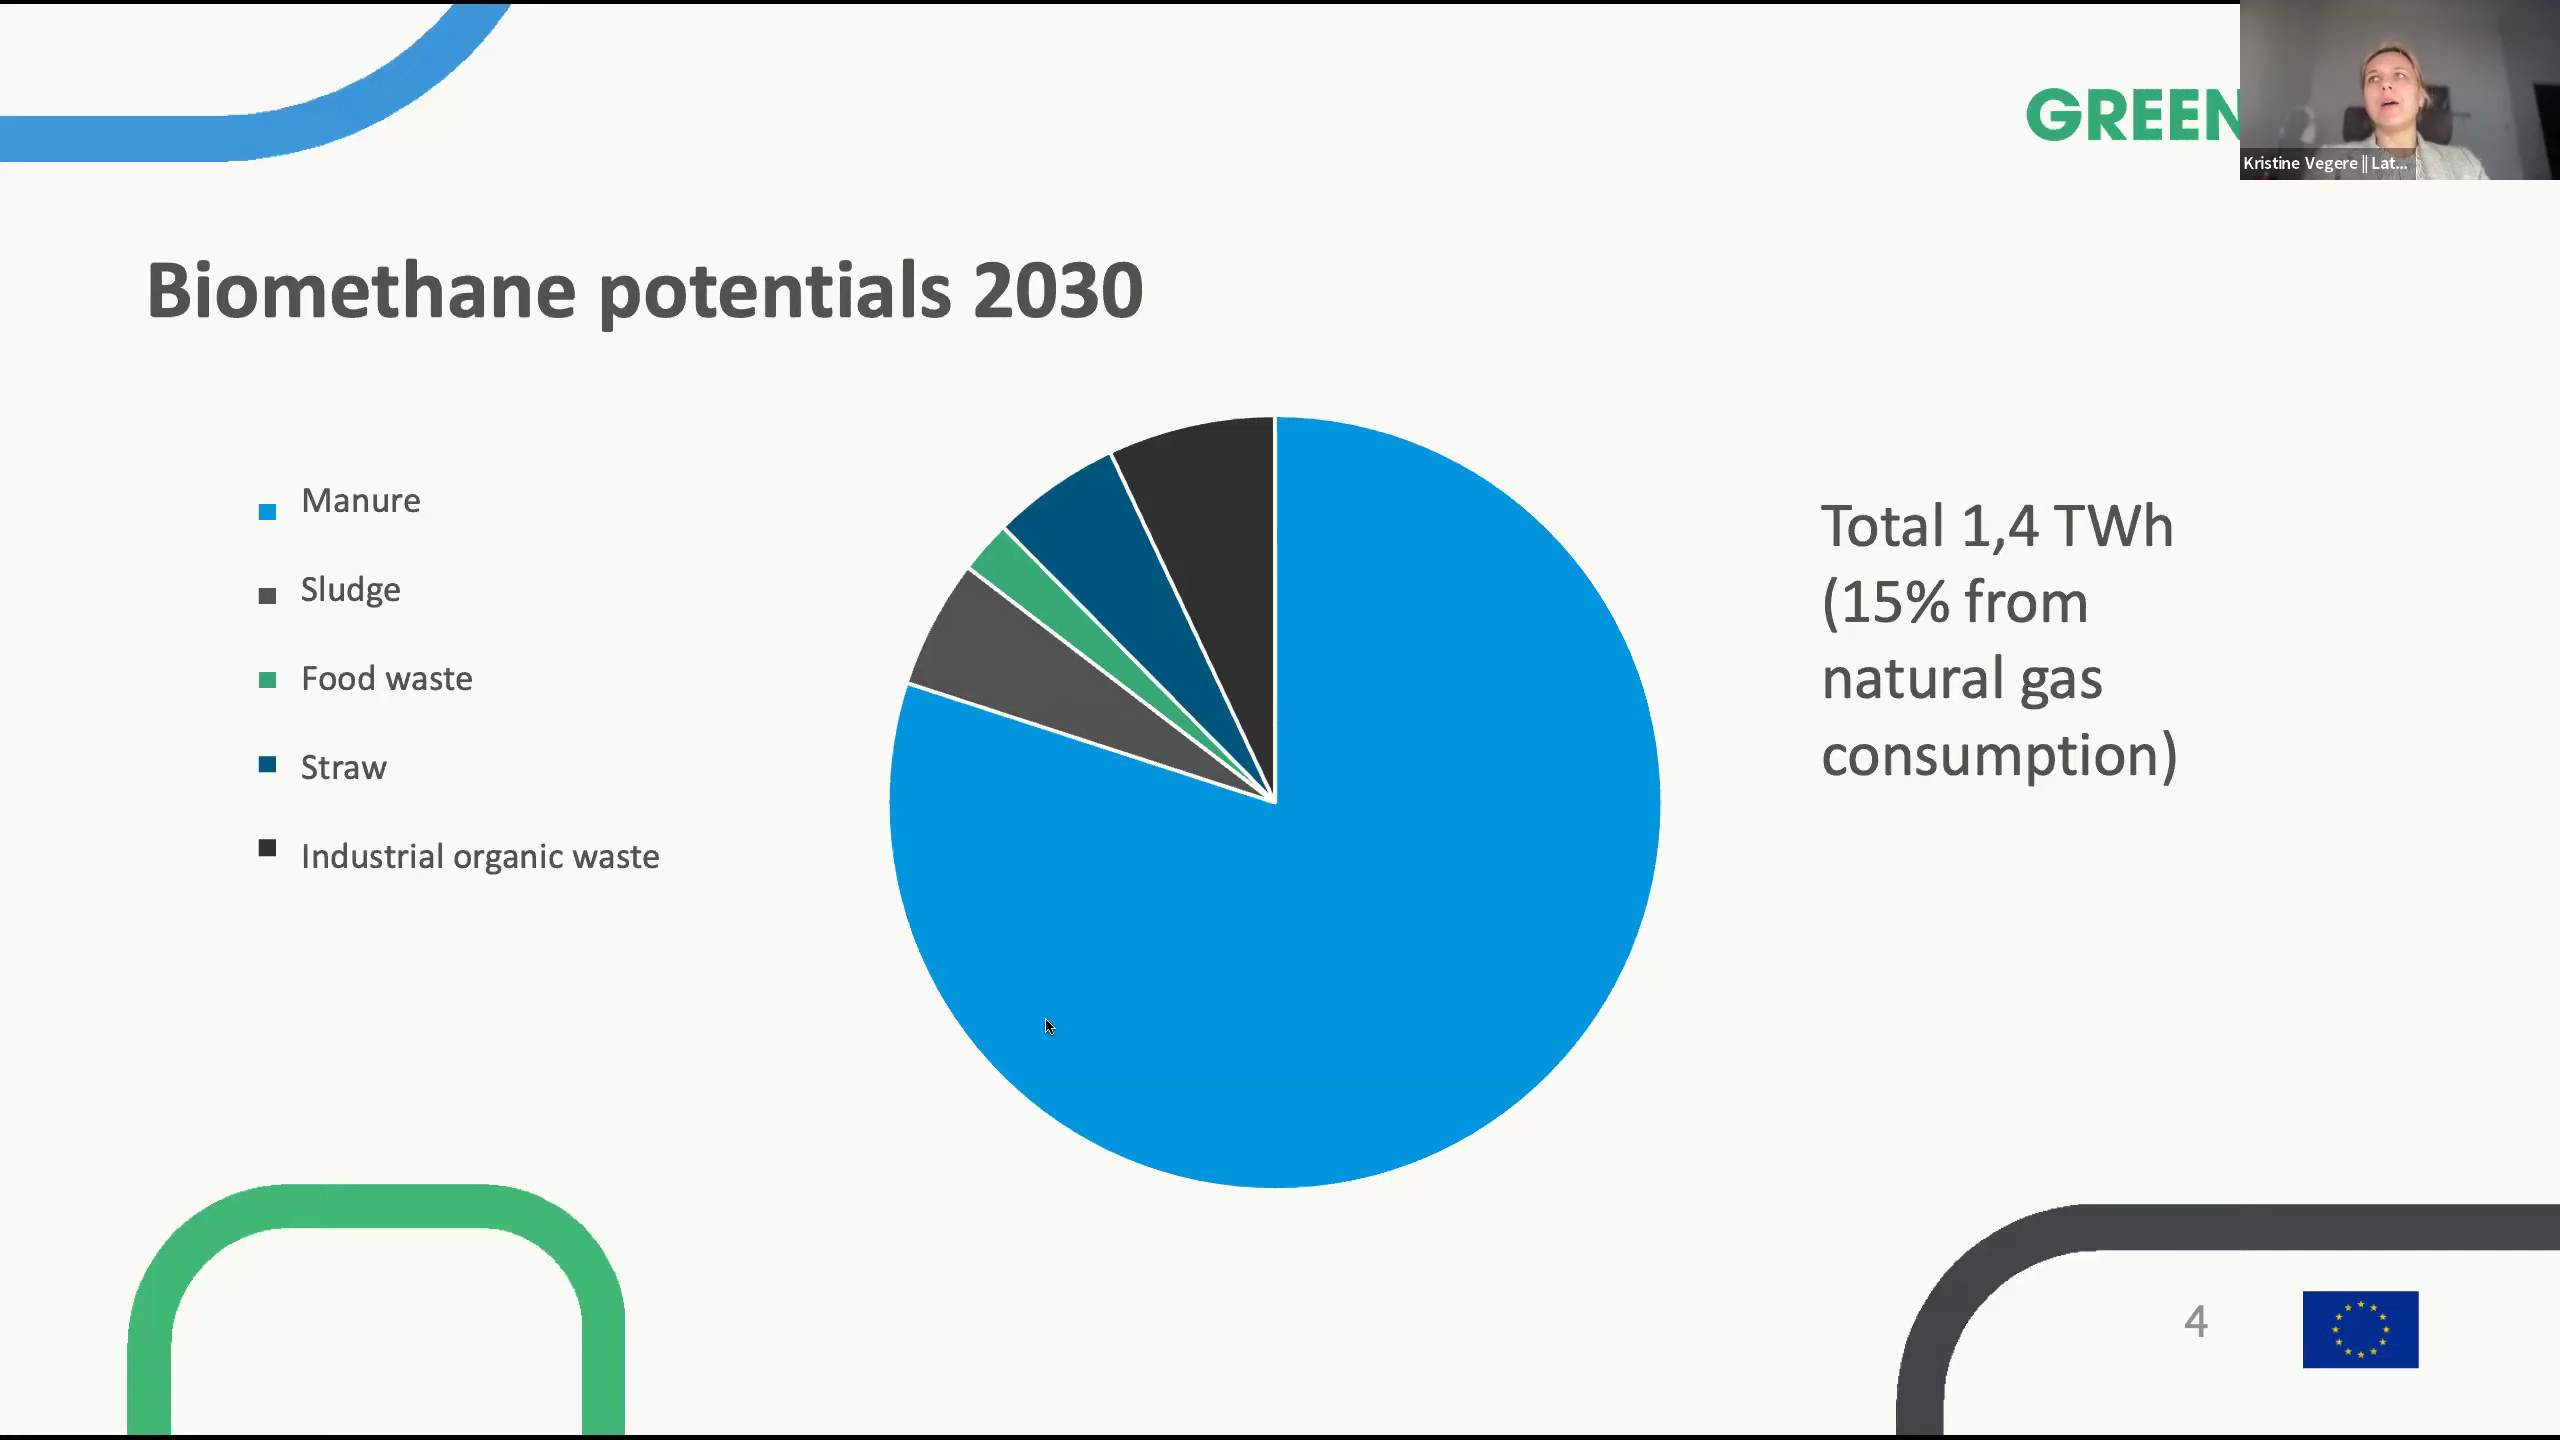 GREEN
Kristine Vegere || Lat...
Biomethane potentials 2030
Manure
Sludge
Food waste
Straw
Industrial organic waste
Total 1,4 TWh
(15% from
natural gas
consumption)
4